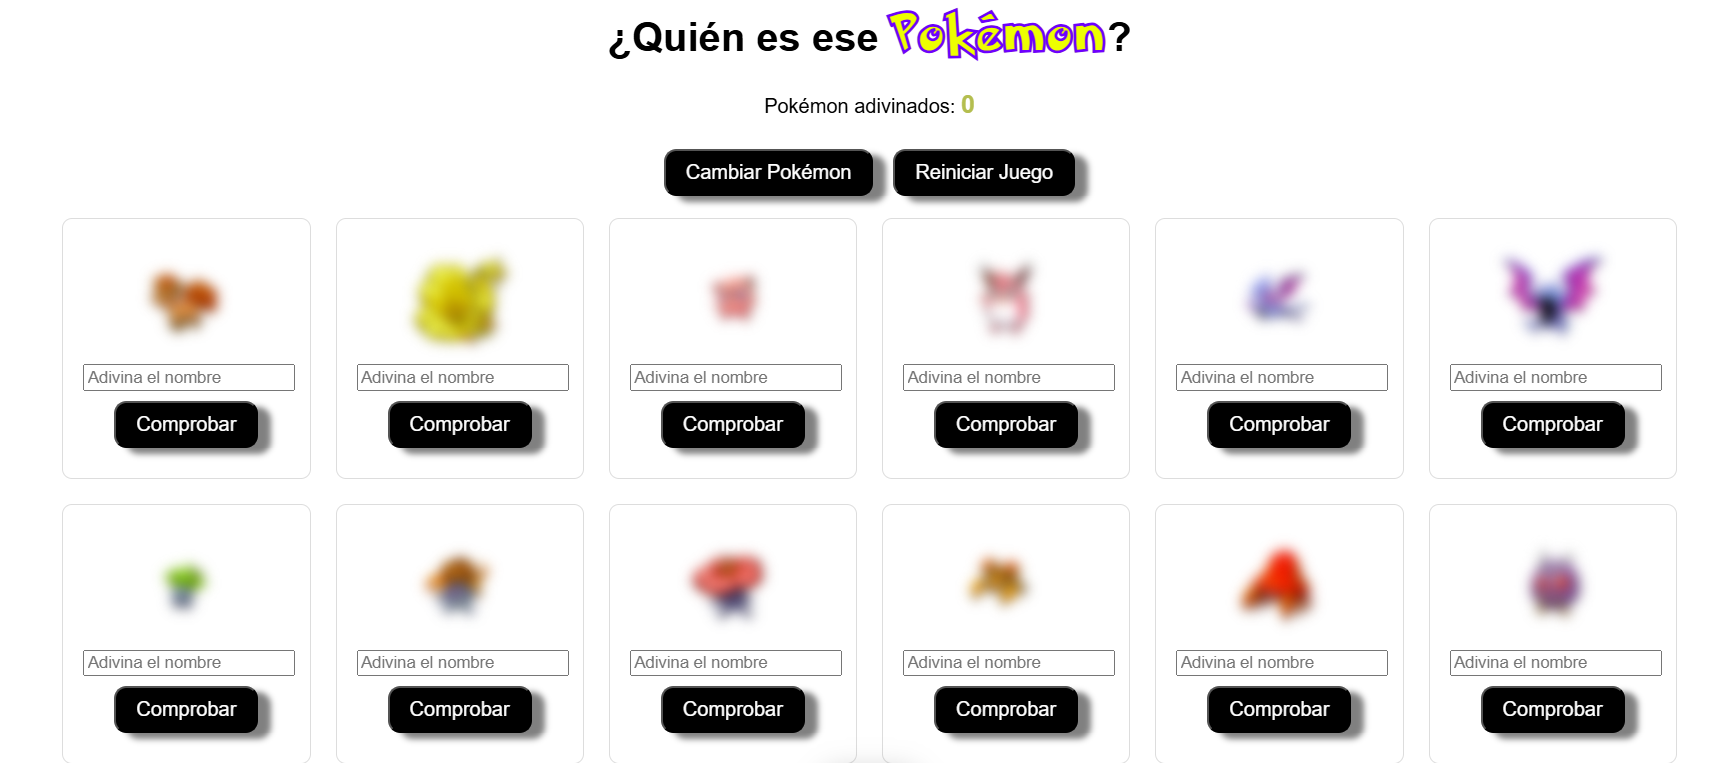 ¿Quién es ese Pokémon?
Pokémon adivinados: 0
Cambiar Pokémon Reiniciar Juego
Adivina el nombre Adivina el nombre Adivina el nombre Adivina el nombre Adivina el nombre Adivina el nombre
Comprobar Comprobar Comprobar Comprobar Comprobar Comprobar
Adivina el nombre Adivina el nombre Adivina el nombre Adivina el nombre Adivina el nombre Adivina el nombre
Comprobar Comprobar Comprobar Comprobar Comprobar Comprobar